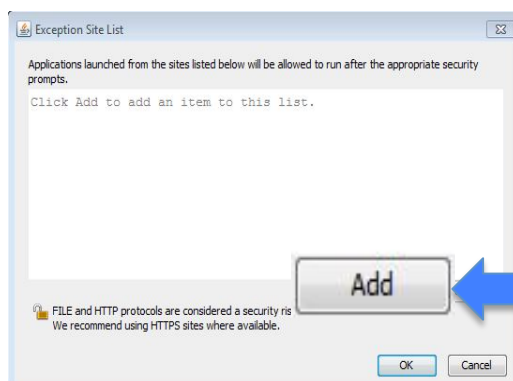 Exception Site List
Applications launched from the sites listed below will be allowed to run after the appropriate security
prompts.
Click Add to add an item to this list.
Add
FILE and HTTP protocols are considered a security
We recommend using HTTPS sites where available.
OK Cancel